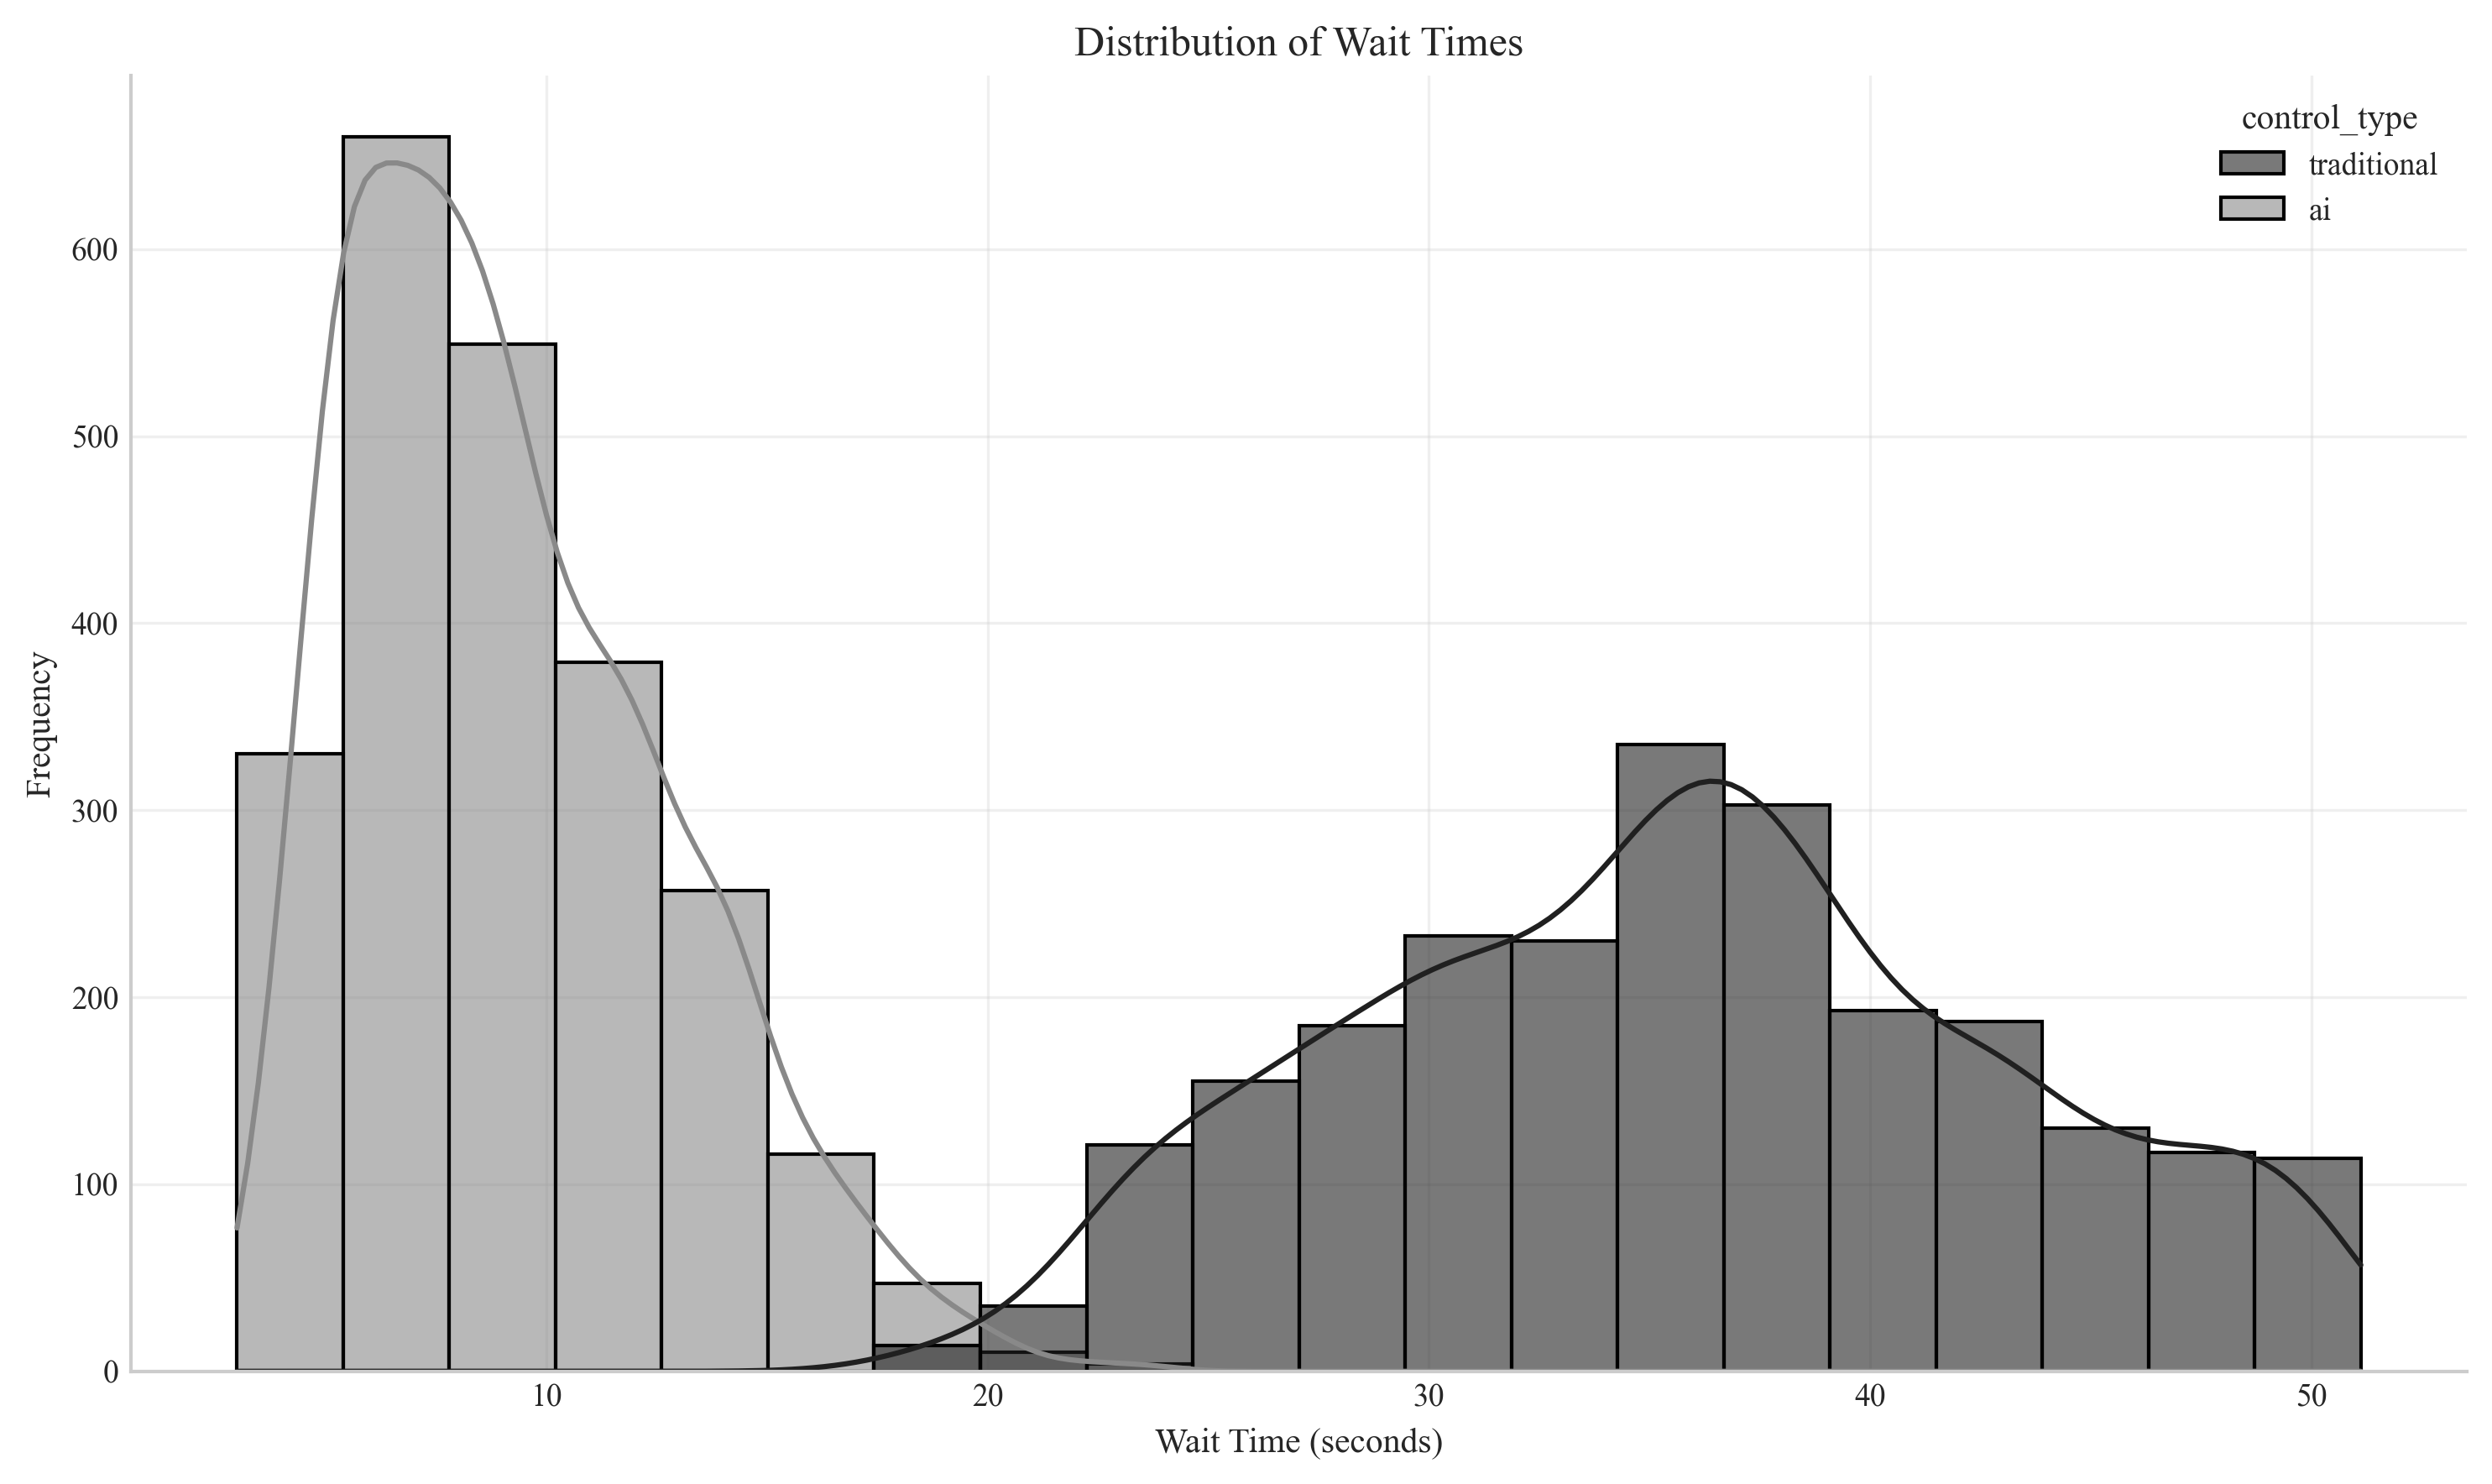 Distribution of Wait Times
control_type
traditional
ai
Frequency
600
500
400
300
200
100
0
10 20 30 40 50
Wait Time (seconds)